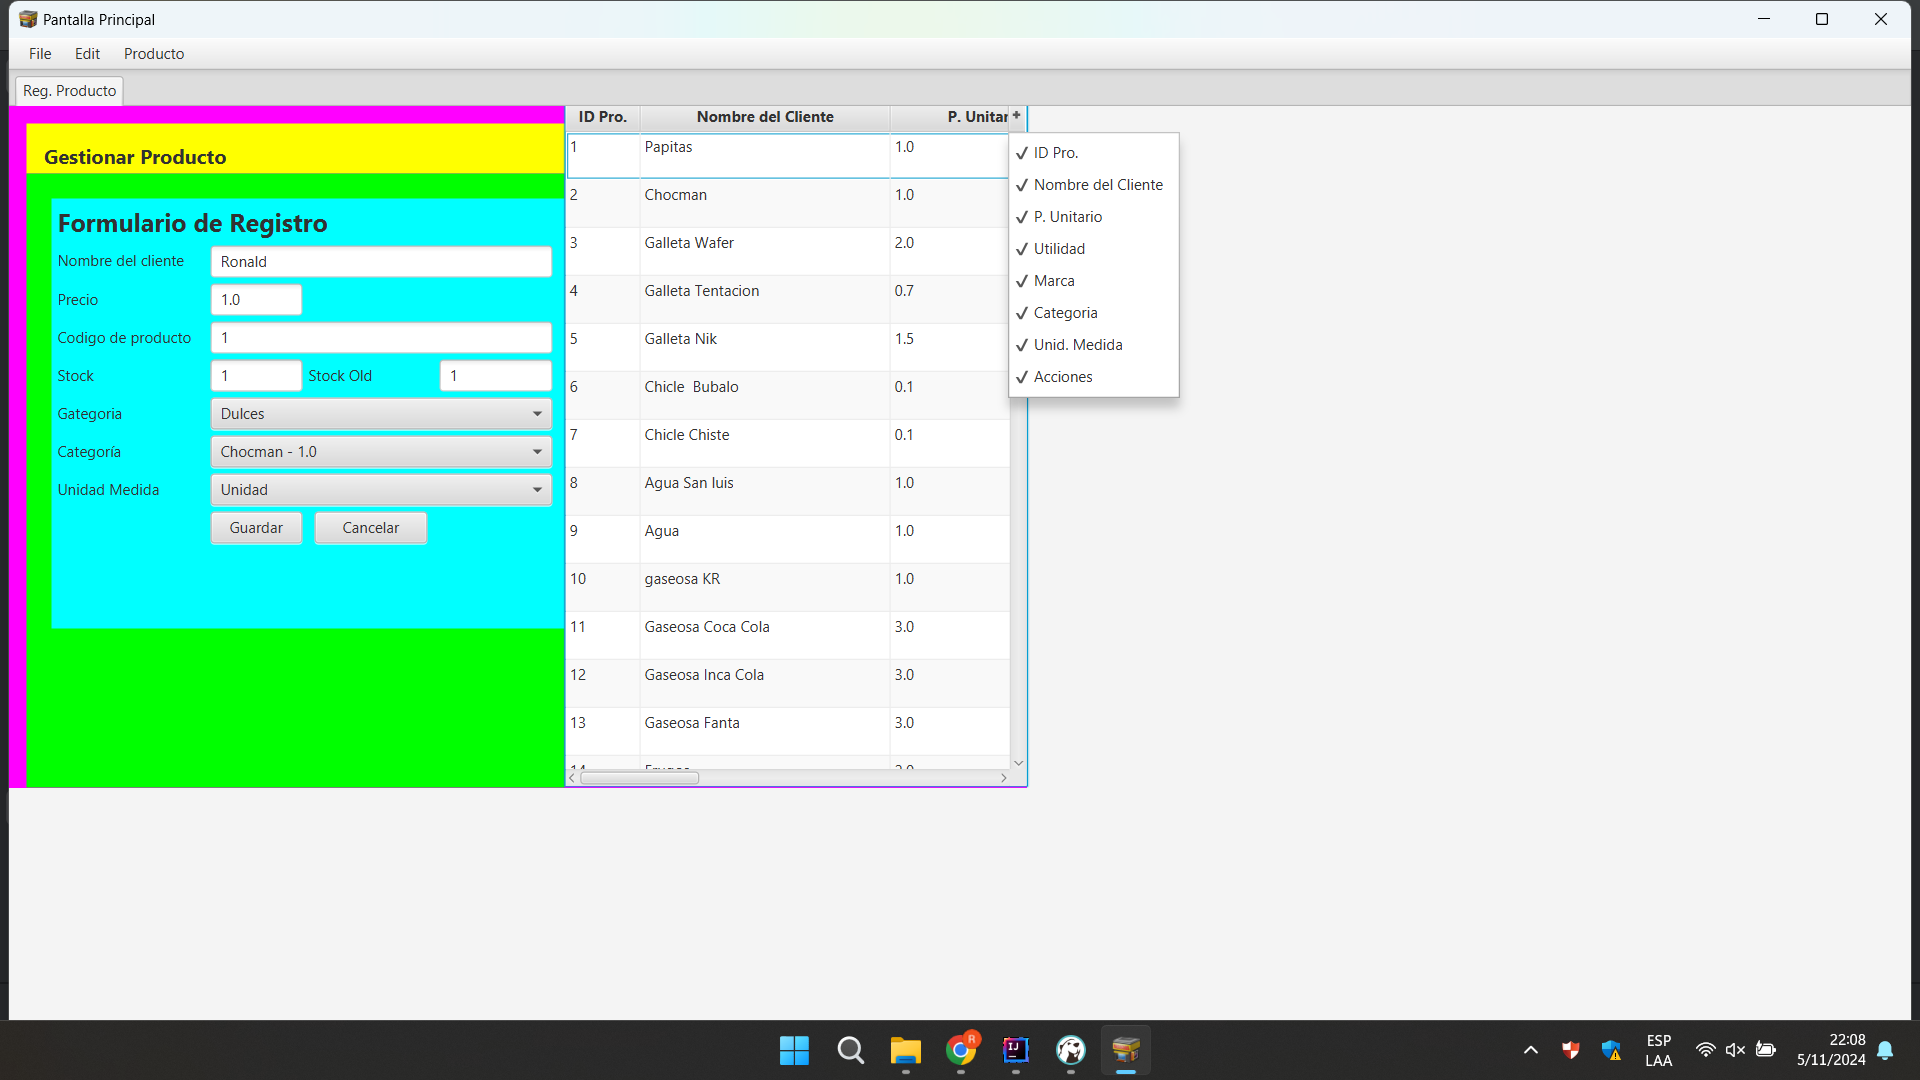 Pantalla Principal
File Edit Producto
Reg. Producto
Gestionar Producto
Formulario de Registro
Nombre del cliente Ronald
Precio 1.0
Codigo de producto 1
Stock 1 Stock Old 1
Gategoria Dulces
Categoría Chocman - 1.0
Unidad Medida Unidad
Guardar Cancelar
ID Pro. Nombre del Cliente P. Unitar +
1 Papitas 1.0
2 Chocman 1.0
3 Galleta Wafer 2.0
4 Galleta Tentacion 0.7
5 Galleta Nik 1.5
6 Chicle Bubalo 0.1
7 Chicle Chiste 0.1
8 Agua San luis 1.0
9 Agua 1.0
10 gaseosa KR 1.0
11 Gaseosa Coca Cola 3.0
12 Gaseosa Inca Cola 3.0
13 Gaseosa Fanta 3.0
✓ ID Pro.
✓ Nombre del Cliente
✓ P. Unitario
✓ Utilidad
✓ Marca
✓ Categoria
✓ Unid. Medida
✓ Acciones
R
IJ
ESP
LAA
22:08
5/11/2024